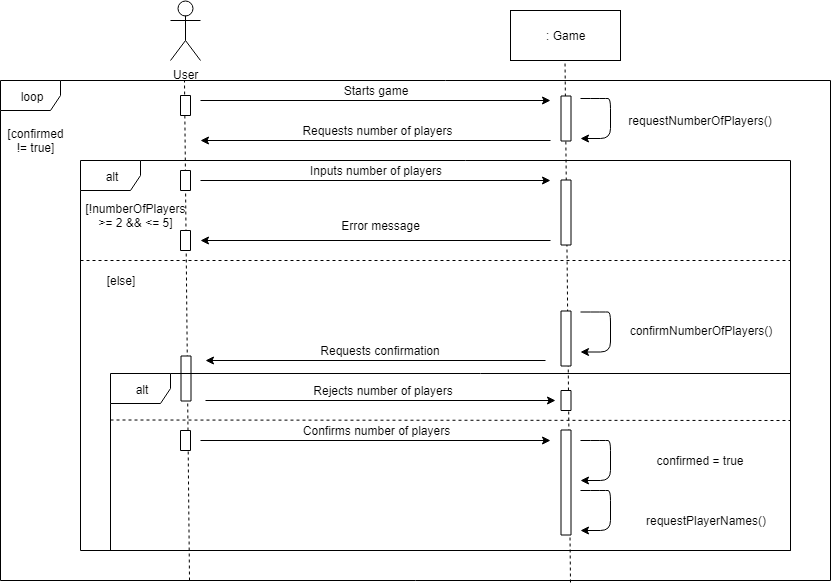 User
: Game
loop
[confirmed
!= true]
Starts game
requestNumberOfPlayers()
Requests number of players
alt
Inputs number of players
[!numberOfPlayers
>= 2 && <= 5]
Error message
[else]
confirmNumberOfPlayers()
Requests confirmation
alt
Rejects number of players
Confirms number of players
confirmed = true
requestPlayerNames()